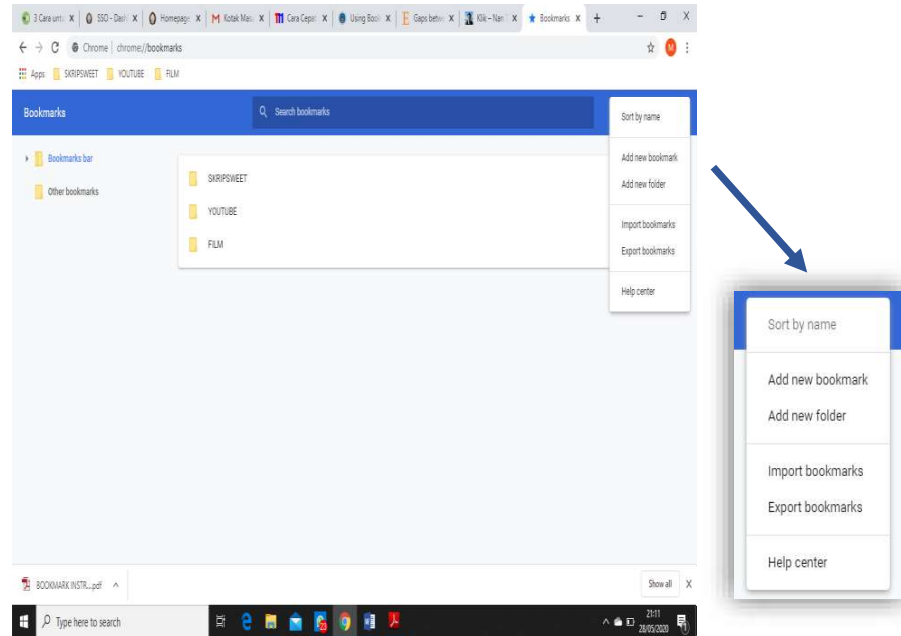 3 Cara untu
SSO - Dash
Homepage
Kotak Mas
Cara Cepat
Using Book
Gaps betwe
Klik – Nan
Bookmarks
Chrome | chrome://bookmarks
M
Apps SKRIPSWEET YOUTUBE FILM
Bookmarks
Search bookmarks
Bookmarks bar
Other bookmarks
SKRIPSWEET
YOUTUBE
FILM
Sort by name
Add new bookmark
Add new folder
Import bookmarks
Export bookmarks
Help center
Sort by name
Add new bookmark
Add new folder
Import bookmarks
Export bookmarks
Help center
BOOKMARK INSTR....pdf
Show all
Type here to search
23
21:11
28/05/2020